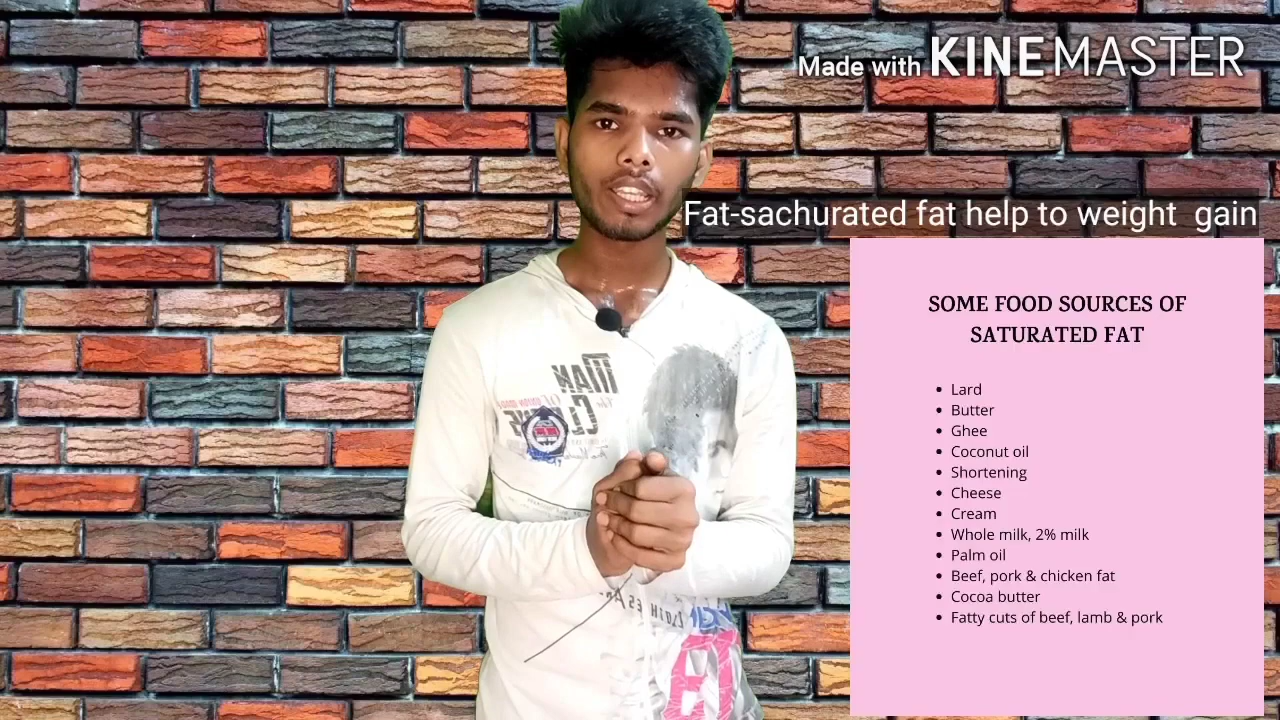 Made with KINEMASTER
Fat-sachurated fat help to weight  gain
SOME FOOD SOURCES OF
SATURATED FAT
• Lard
• Butter
• Ghee
• Coconut oil
• Shortening
• Cheese
• Cream
• Whole milk, 2% milk
• Palm oil
• Beef, pork & chicken fat
• Cocoa butter
• Fatty cuts of beef, lamb & pork